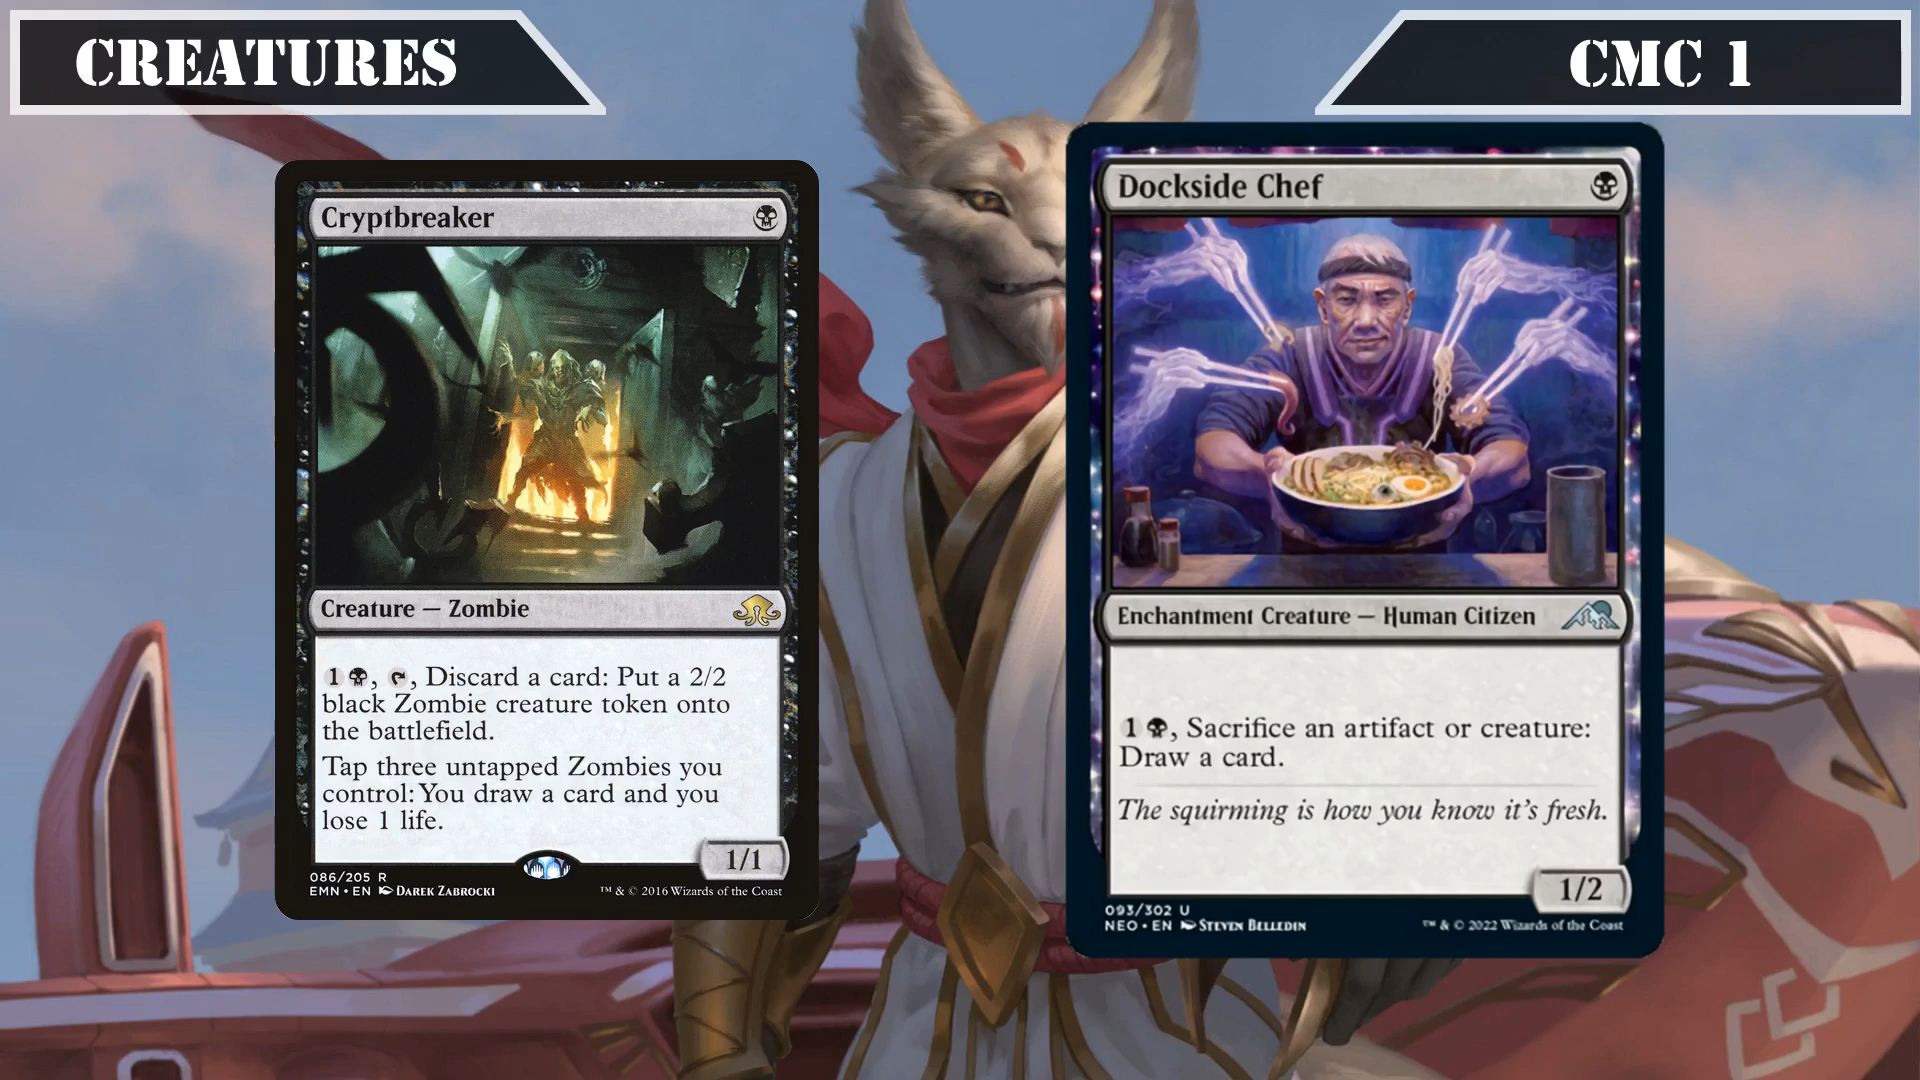 CREATURES
CMC 1
Cryptbreaker
Creature — Zombie
1, , Discard a card: Put a 2/2
black Zombie creature token onto
the battlefield.
Tap three untapped Zombies you
control: You draw a card and you
lose 1 life.
1/1
086/205 R
EMN • EN DAREK ZABROCKI
™ & © 2016 Wizards of the Coast
Dockside Chef
Enchantment Creature — Human Citizen
1, Sacrifice an artifact or creature:
Draw a card.
The squirming is how you know it's fresh.
1/2
093/302 U
NEO • EN STEVEN BELLEDIN
™ & © 2022 Wizards of the Coast